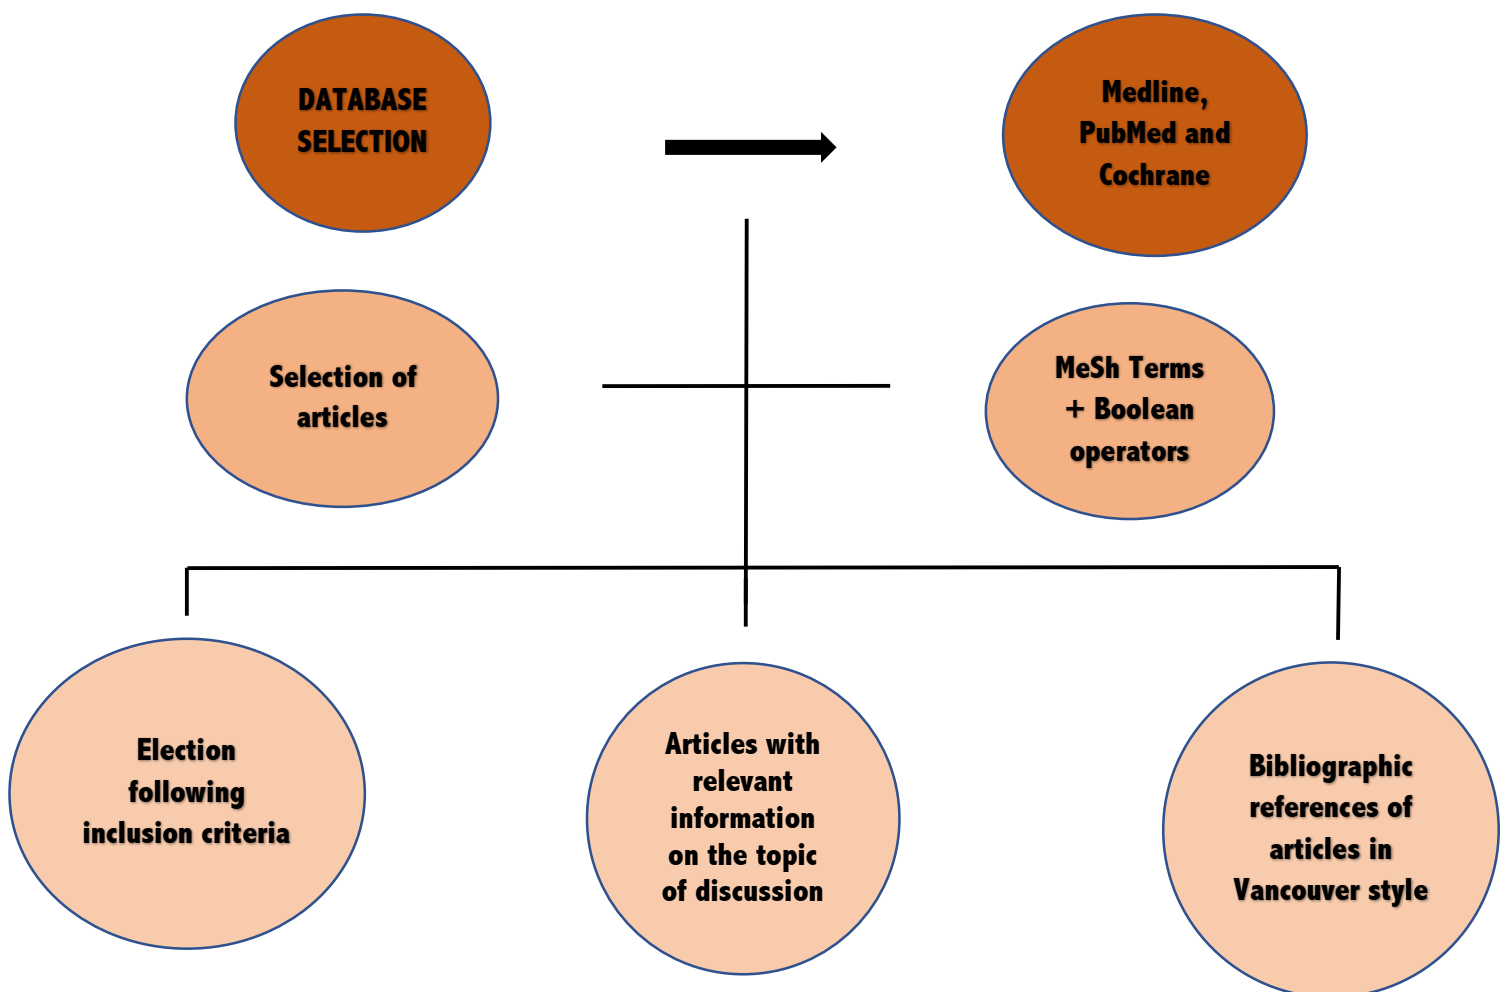 DATABASE
SELECTION
Medline,
PubMed and
Cochrane
Selection of
articles
MeSh Terms
+ Boolean
operators
Election
following
inclusion criteria
Articles with
relevant
information
on the topic
of discussion
Bibliographic
references of
articles in
Vancouver style